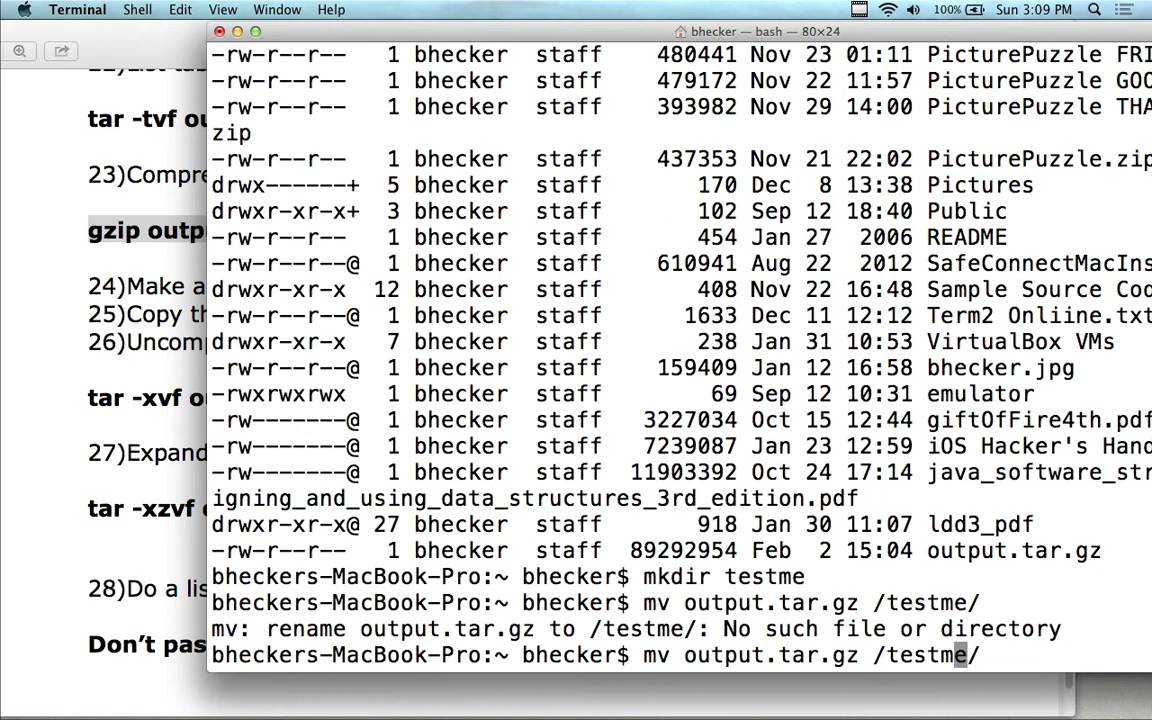 Terminal Shell Edit View Window Help 100% Sun 3:09 PM
bhecker — bash — 80×24
tar -tvf ou
23)Compre
gzip outp
24)Make a
25)Copy th
26)Uncomp
tar -xvf o
27)Expand
tar -xzvf
28)Do a lis
Don’t pas
-rw-r--r-- 1 bhecker staff 480441 Nov 23 01:11 PicturePuzzle FRI
-rw-r--r-- 1 bhecker staff 479172 Nov 22 11:57 PicturePuzzle GOO
-rw-r--r-- 1 bhecker staff 393982 Nov 29 14:00 PicturePuzzle THA
zip
-rw-r--r-- 1 bhecker staff 437353 Nov 21 22:02 PicturePuzzle.zip
drwx------+ 5 bhecker staff 170 Dec 8 13:38 Pictures
drwxr-xr-x+ 3 bhecker staff 102 Sep 12 18:40 Public
-rw-r--r-- 1 bhecker staff 454 Jan 27 2006 README
-rw-r--r--@ 1 bhecker staff 610941 Aug 22 2012 SafeConnectMacIns
drwxr-xr-x 12 bhecker staff 408 Nov 22 16:48 Sample Source Cod
-rw-r--r--@ 1 bhecker staff 1633 Dec 11 12:12 Term2 Onliine.txt
drwxr-xr-x 7 bhecker staff 238 Jan 31 10:53 VirtualBox VMs
-rw-r--r--@ 1 bhecker staff 159409 Jan 12 16:58 bhecker.jpg
-rwxrwxrwx 1 bhecker staff 69 Sep 12 10:31 emulator
-rw-------@ 1 bhecker staff 3227034 Oct 15 12:44 giftOfFire4th.pdf
-rw-------@ 1 bhecker staff 7239087 Jan 23 12:59 iOS Hacker's Hand
-rw-------@ 1 bhecker staff 11903392 Oct 24 17:14 java_software_str
igning_and_using_data_structures_3rd_edition.pdf
drwxr-xr-x@ 27 bhecker staff 918 Jan 30 11:07 ldd3_pdf
-rw-r--r-- 1 bhecker staff 89292954 Feb 2 15:04 output.tar.gz
bheckers-MacBook-Pro:~ bhecker$ mkdir testme
bheckers-MacBook-Pro:~ bhecker$ mv output.tar.gz /testme/
mv: rename output.tar.gz to /testme/: No such file or directory
bheckers-MacBook-Pro:~ bhecker$ mv output.tar.gz /testme/